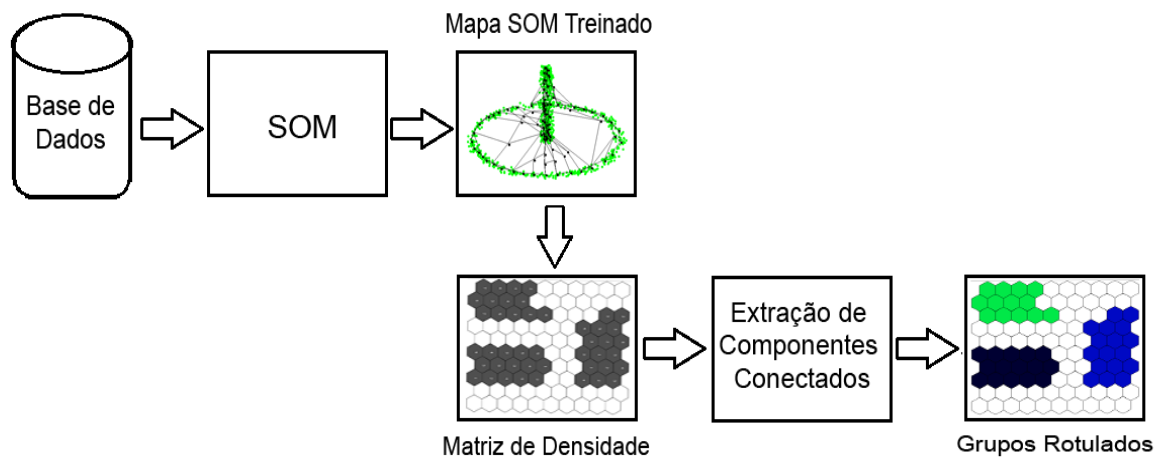 Mapa SOM Treinado
Base de
Dados
SOM
Extração de
Componentes
Conectados
Matriz de Densidade
Grupos Rotulados